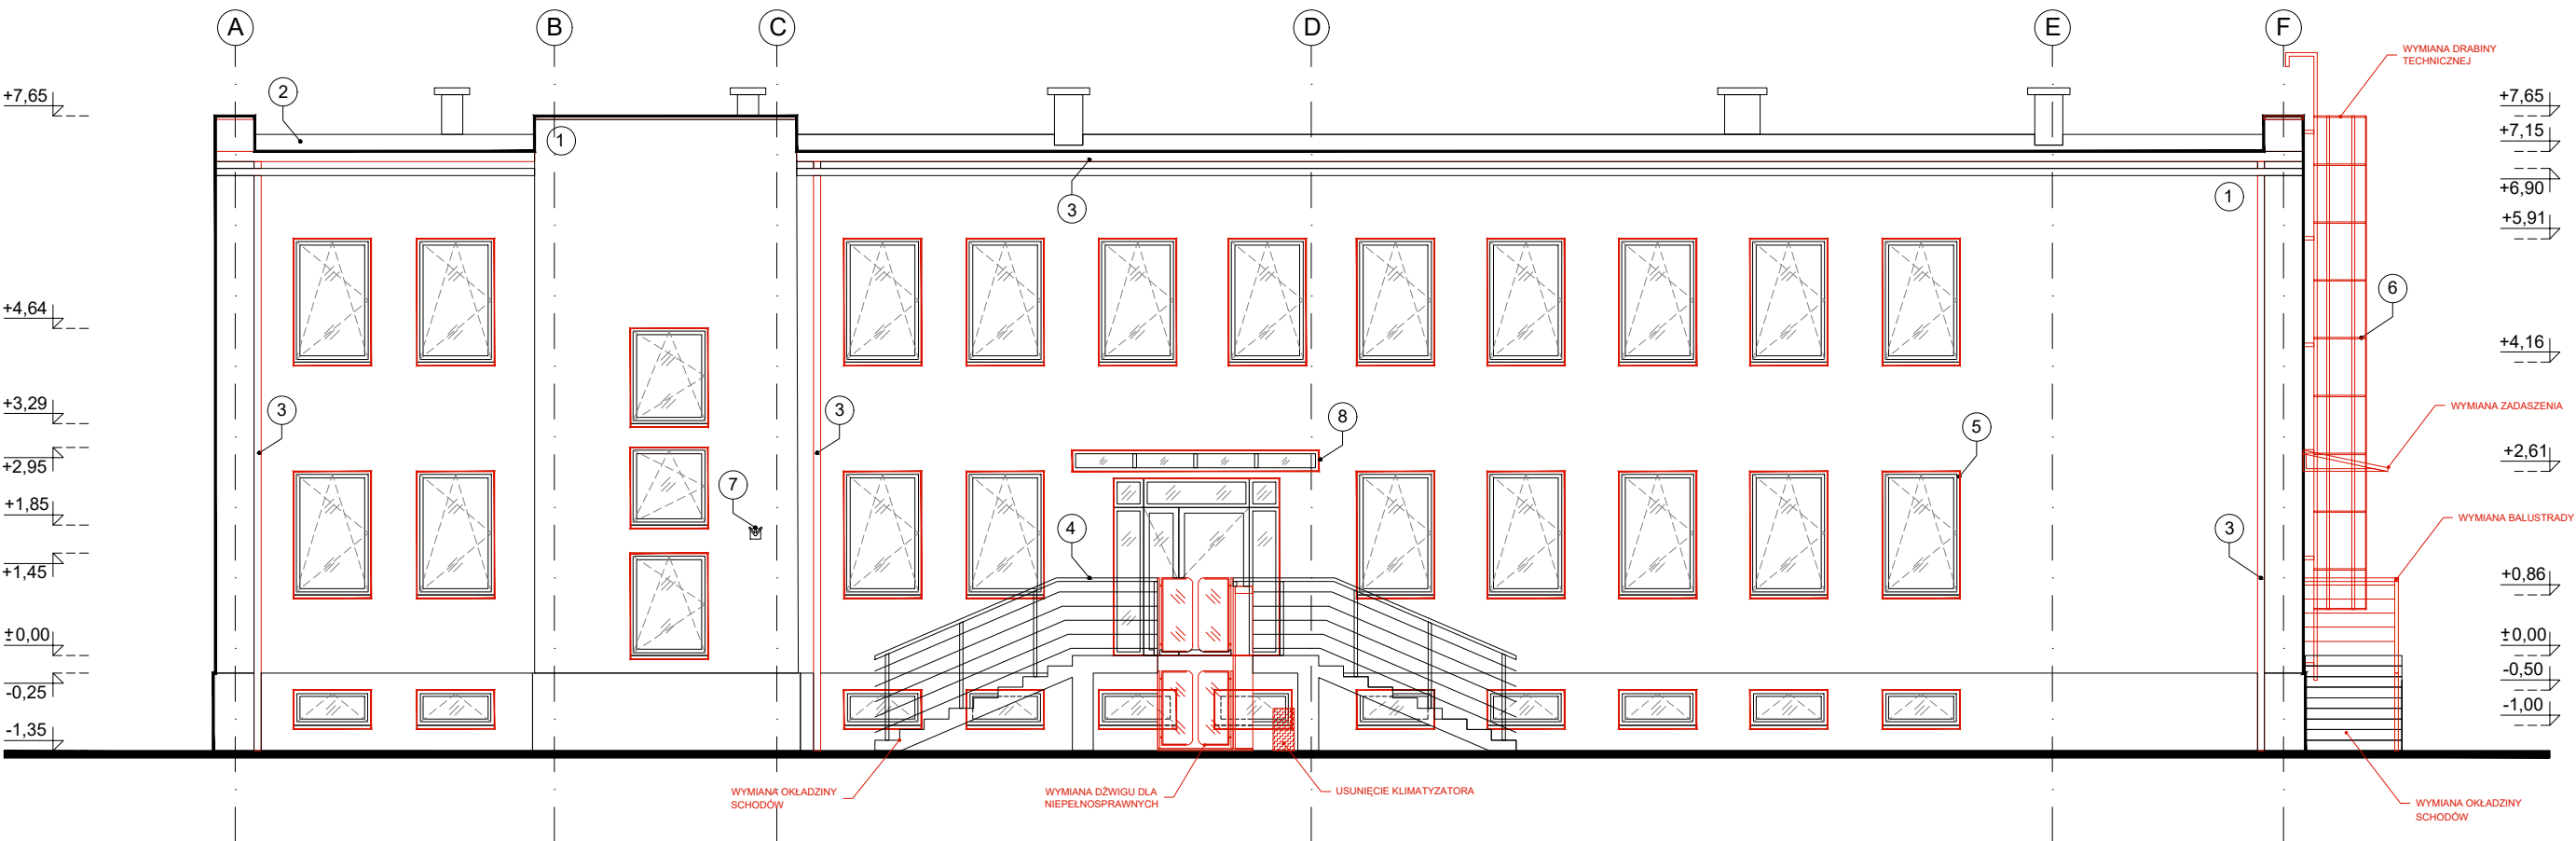 A B C D E F
WYMIANA DRABINY
TECHNICZNEJ
+7,65
2
+7,65
1
+7,15
3
1
+6,90
+5,91
6
+4,64
+4,16
+3,29
3
3
8
5
WYMIANA ZADASZENIA
+2,95
+2,61
7
+1,85
4
3
WYMIANA BALUSTRADY
+1,45
+0,86
±0,00
±0,00
-0,25
-0,50
-1,00
-1,35
WYMIANA OKŁADZINY
SCHODÓW
WYMIANA DŹWIGU DLA
NIEPEŁNOSPRAWNYCH
USUNIĘCIE KLIMATYZATORA
WYMIANA OKŁADZINY
SCHODÓW